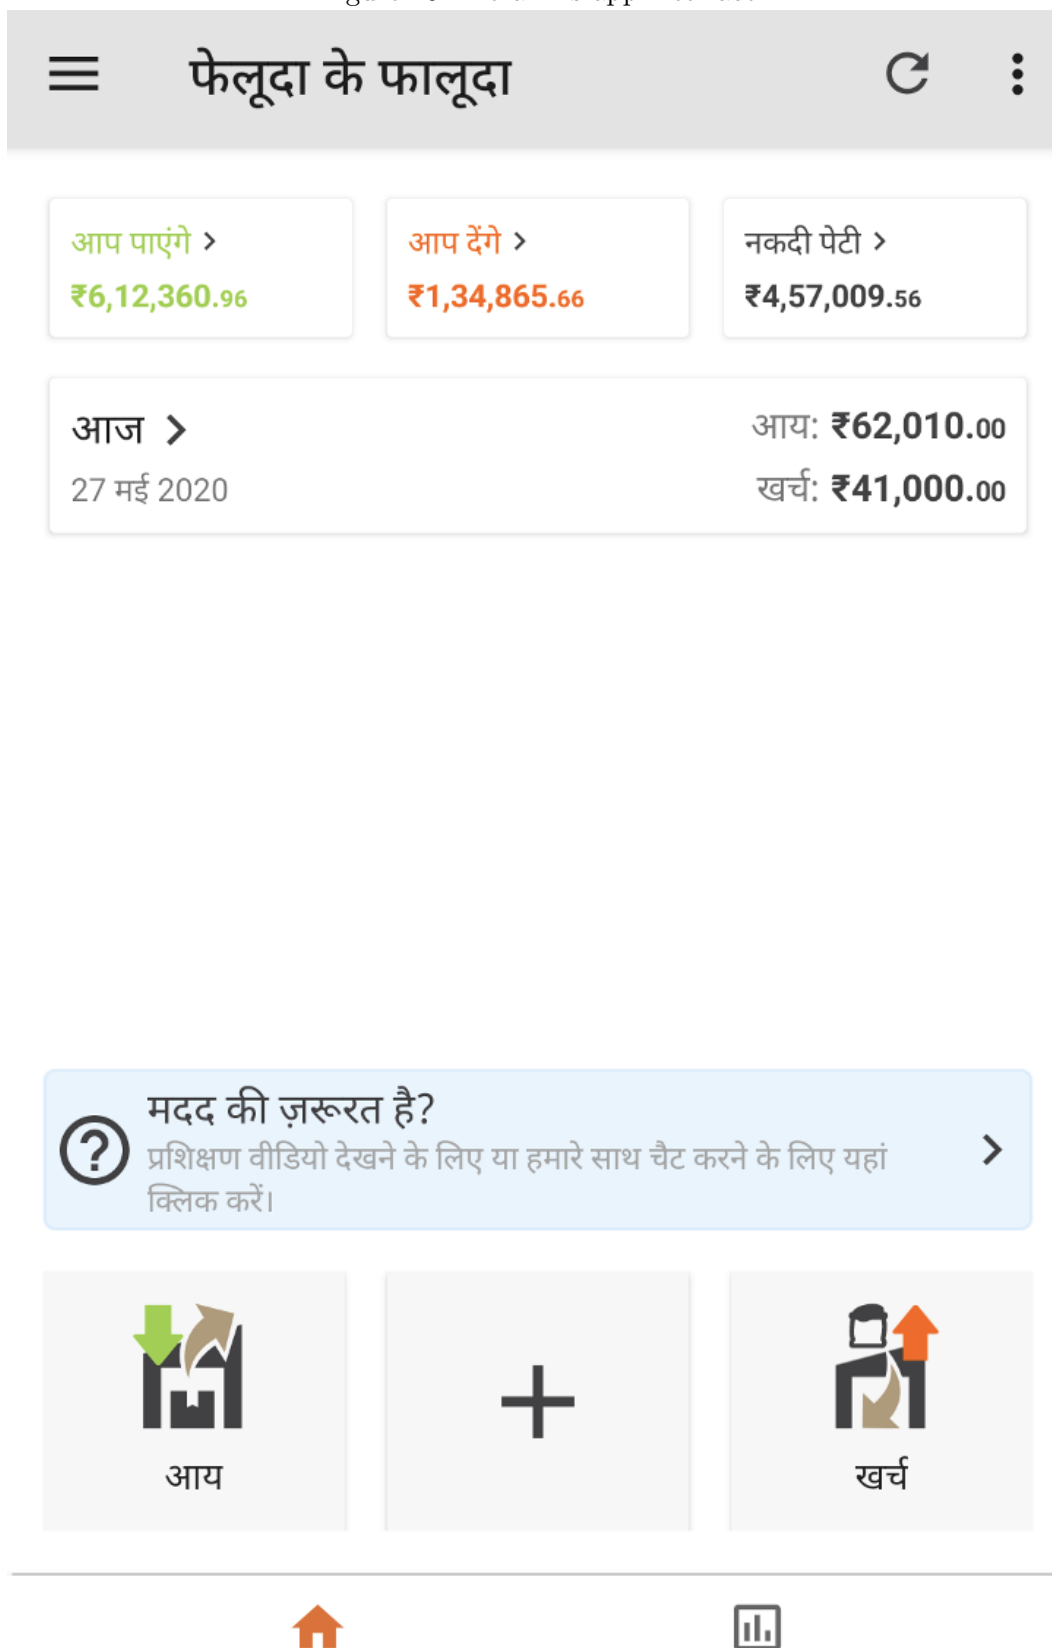 फेलूदा के फालूदा
आप पाएंगे >
₹6,12,360.96
आप देंगे >
₹1,34,865.66
नकदी पेटी >
₹4,57,009.56
आज >
27 मई 2020
आय: ₹62,010.00
खर्च: ₹41,000.00
मदद की ज़रूरत है?
प्रशिक्षण वीडियो देखने के लिए या हमारे साथ चैट करने के लिए यहां
क्लिक करें।
आय
खर्च